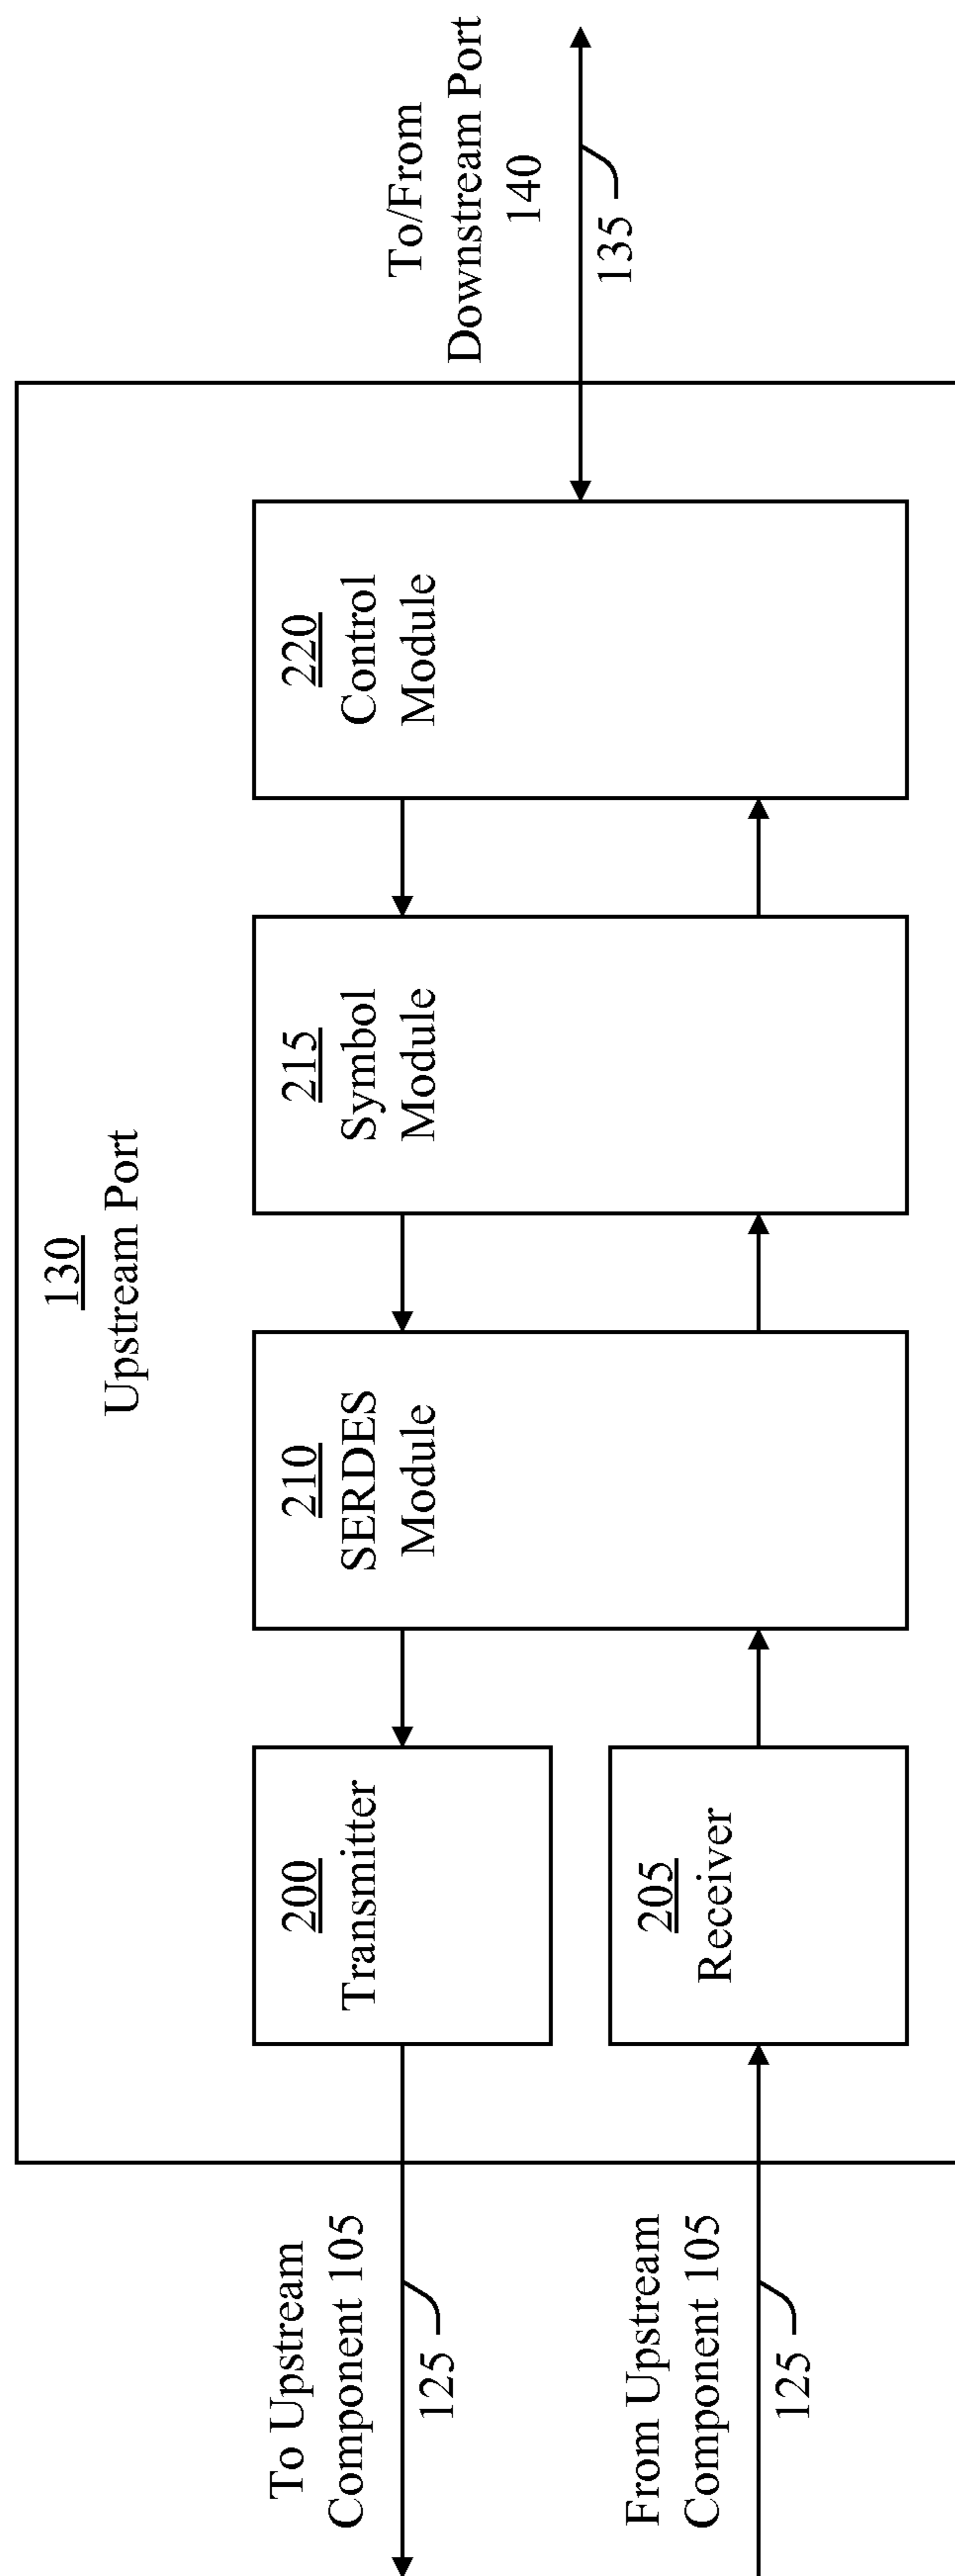 130
Upstream Port
To Upstream
Component 105
125
200
Transmitter
210
SERDES
Module
215
Symbol
Module
220
Control
Module
To/From
Downstream Port
140
135
From Upstream
Component 105
125
205
Receiver